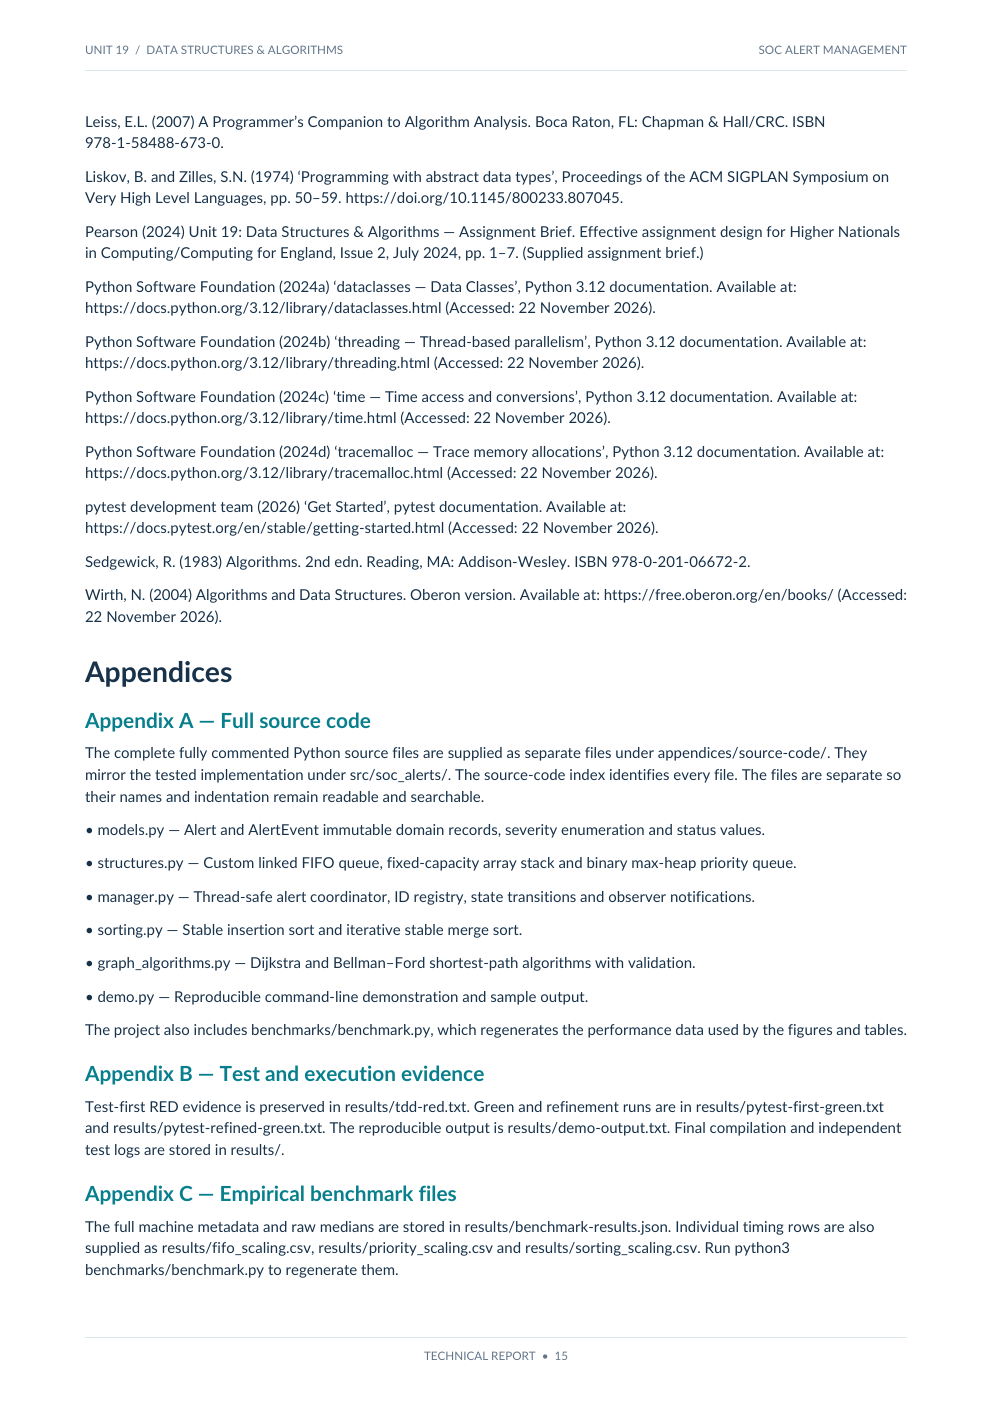 UNIT 19 / DATA STRUCTURES & ALGORITHMS
SOC ALERT MANAGEMENT
Leiss, E.L. (2007) A Programmer’s Companion to Algorithm Analysis. Boca Raton, FL: Chapman & Hall/CRC. ISBN
978-1-58488-673-0.
Liskov, B. and Zilles, S.N. (1974) ‘Programming with abstract data types’, Proceedings of the ACM SIGPLAN Symposium on
Very High Level Languages, pp. 50–59. https://doi.org/10.1145/800233.807045.
Pearson (2024) Unit 19: Data Structures & Algorithms — Assignment Brief. Effective assignment design for Higher Nationals
in Computing/Computing for England, Issue 2, July 2024, pp. 1–7. (Supplied assignment brief.)
Python Software Foundation (2024a) ‘dataclasses — Data Classes’, Python 3.12 documentation. Available at:
https://docs.python.org/3.12/library/dataclasses.html (Accessed: 22 November 2026).
Python Software Foundation (2024b) ‘threading — Thread-based parallelism’, Python 3.12 documentation. Available at:
https://docs.python.org/3.12/library/threading.html (Accessed: 22 November 2026).
Python Software Foundation (2024c) ‘time — Time access and conversions’, Python 3.12 documentation. Available at:
https://docs.python.org/3.12/library/time.html (Accessed: 22 November 2026).
Python Software Foundation (2024d) ‘tracemalloc — Trace memory allocations’, Python 3.12 documentation. Available at:
https://docs.python.org/3.12/library/tracemalloc.html (Accessed: 22 November 2026).
pytest development team (2026) ‘Get Started’, pytest documentation. Available at:
https://docs.pytest.org/en/stable/getting-started.html (Accessed: 22 November 2026).
Sedgewick, R. (1983) Algorithms. 2nd edn. Reading, MA: Addison-Wesley. ISBN 978-0-201-06672-2.
Wirth, N. (2004) Algorithms and Data Structures. Oberon version. Available at: https://free.oberon.org/en/books/ (Accessed:
22 November 2026).
Appendices
Appendix A — Full source code
The complete fully commented Python source files are supplied as separate files under appendices/source-code/. They
mirror the tested implementation under src/soc_alerts/. The source-code index identifies every file. The files are separate so
their names and indentation remain readable and searchable.
• models.py — Alert and AlertEvent immutable domain records, severity enumeration and status values.
• structures.py — Custom linked FIFO queue, fixed-capacity array stack and binary max-heap priority queue.
• manager.py — Thread-safe alert coordinator, ID registry, state transitions and observer notifications.
• sorting.py — Stable insertion sort and iterative stable merge sort.
• graph_algorithms.py — Dijkstra and Bellman–Ford shortest-path algorithms with validation.
• demo.py — Reproducible command-line demonstration and sample output.
The project also includes benchmarks/benchmark.py, which regenerates the performance data used by the figures and tables.
Appendix B — Test and execution evidence
Test-first RED evidence is preserved in results/tdd-red.txt. Green and refinement runs are in results/pytest-first-green.txt
and results/pytest-refined-green.txt. The reproducible output is results/demo-output.txt. Final compilation and independent
test logs are stored in results/.
Appendix C — Empirical benchmark files
The full machine metadata and raw medians are stored in results/benchmark-results.json. Individual timing rows are also
supplied as results/fifo_scaling.csv, results/priority_scaling.csv and results/sorting_scaling.csv. Run python3
benchmarks/benchmark.py to regenerate them.
TECHNICAL REPORT • 15